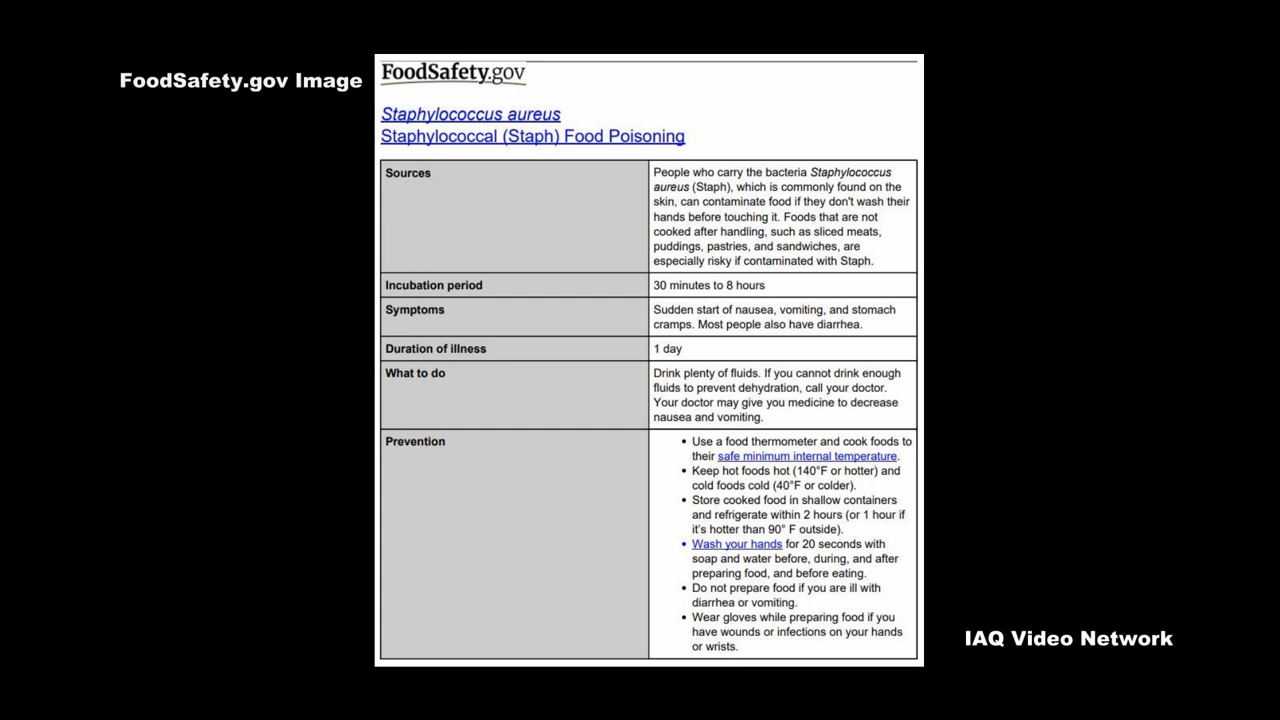 FoodSafety.gov Image
FoodSafety.gov
Staphylococcus aureus
Staphylococcal (Staph) Food Poisoning
Sources
People who carry the bacteria Staphylococcus
aureus (Staph), which is commonly found on the
skin, can contaminate food if they don't wash their
hands before touching it. Foods that are not
cooked after handling, such as sliced meats,
puddings, pastries, and sandwiches, are
especially risky if contaminated with Staph.
Incubation period
30 minutes to 8 hours
Symptoms
Sudden start of nausea, vomiting, and stomach
cramps. Most people also have diarrhea.
Duration of illness
1 day
What to do
Drink plenty of fluids. If you cannot drink enough
fluids to prevent dehydration, call your doctor.
Your doctor may give you medicine to decrease
nausea and vomiting.
Prevention
• Use a food thermometer and cook foods to
their safe minimum internal temperature.
• Keep hot foods hot (140°F or hotter) and
cold foods cold (40°F or colder).
• Store cooked food in shallow containers
and refrigerate within 2 hours (or 1 hour if
it's hotter than 90° F outside).
• Wash your hands for 20 seconds with
soap and water before, during, and after
preparing food, and before eating.
• Do not prepare food if you are ill with
diarrhea or vomiting.
• Wear gloves while preparing food if you
have wounds or infections on your hands
or wrists.
IAQ Video Network